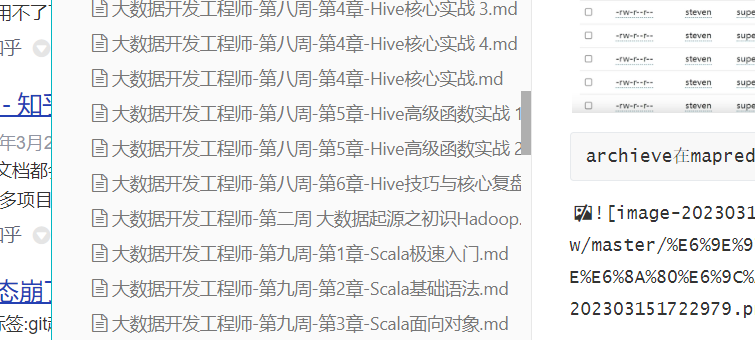 用不了
知乎
- 知
年3月2
文档都
多项目
知乎
态崩
标签:git
大数据开发工程师-第八周-第4章-Hive核心实战 3.md
大数据开发工程师-第八周-第4章-Hive核心实战 4.md
大数据开发工程师-第八周-第4章-Hive核心实战.md
大数据开发工程师-第八周-第5章-Hive高级函数实战 1
大数据开发工程师-第八周-第5章-Hive高级函数实战 2
大数据开发工程师-第八周-第6章-Hive技巧与核心复盘
大数据开发工程师-第二周 大数据起源之初识Hadoop.
大数据开发工程师-第九周-第1章-Scala极速入门.md
大数据开发工程师-第九周-第2章-Scala基础语法.md
大数据开发工程师-第九周-第3章-Scala面向对象.md
-rw-r--r-- steven supe
-rw-r--r-- steven supe
-rw-r--r-- steven supe
-rw-r--r-- steven supe
-rw-r--r-- steven supe
archieve在mapred
![image-2023031
w/master/%E6%9E%9
E%E6%8A%80%E6%9C%
202303151722979.p